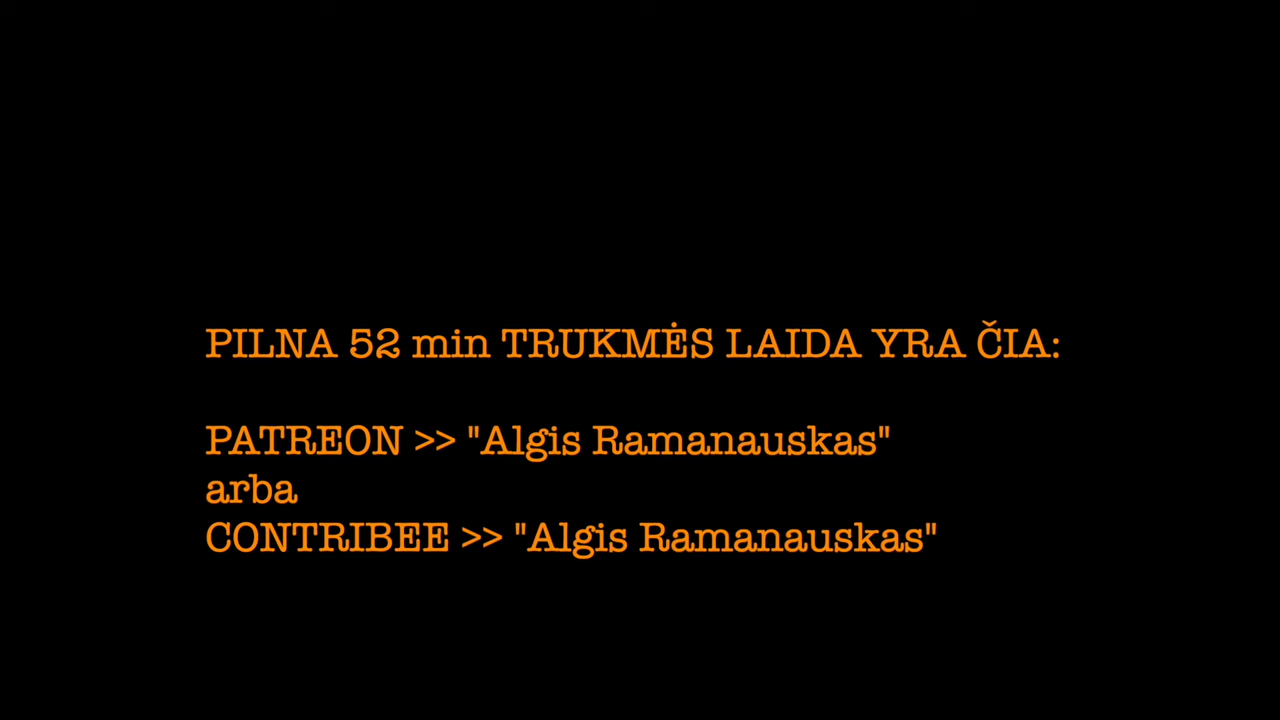 PILNA 52 min TRUKMĖS LAIDA YRA ČIA:
PATREON >> "Algis Ramanauskas"
arba
CONTRIBEE >> "Algis Ramanauskas"